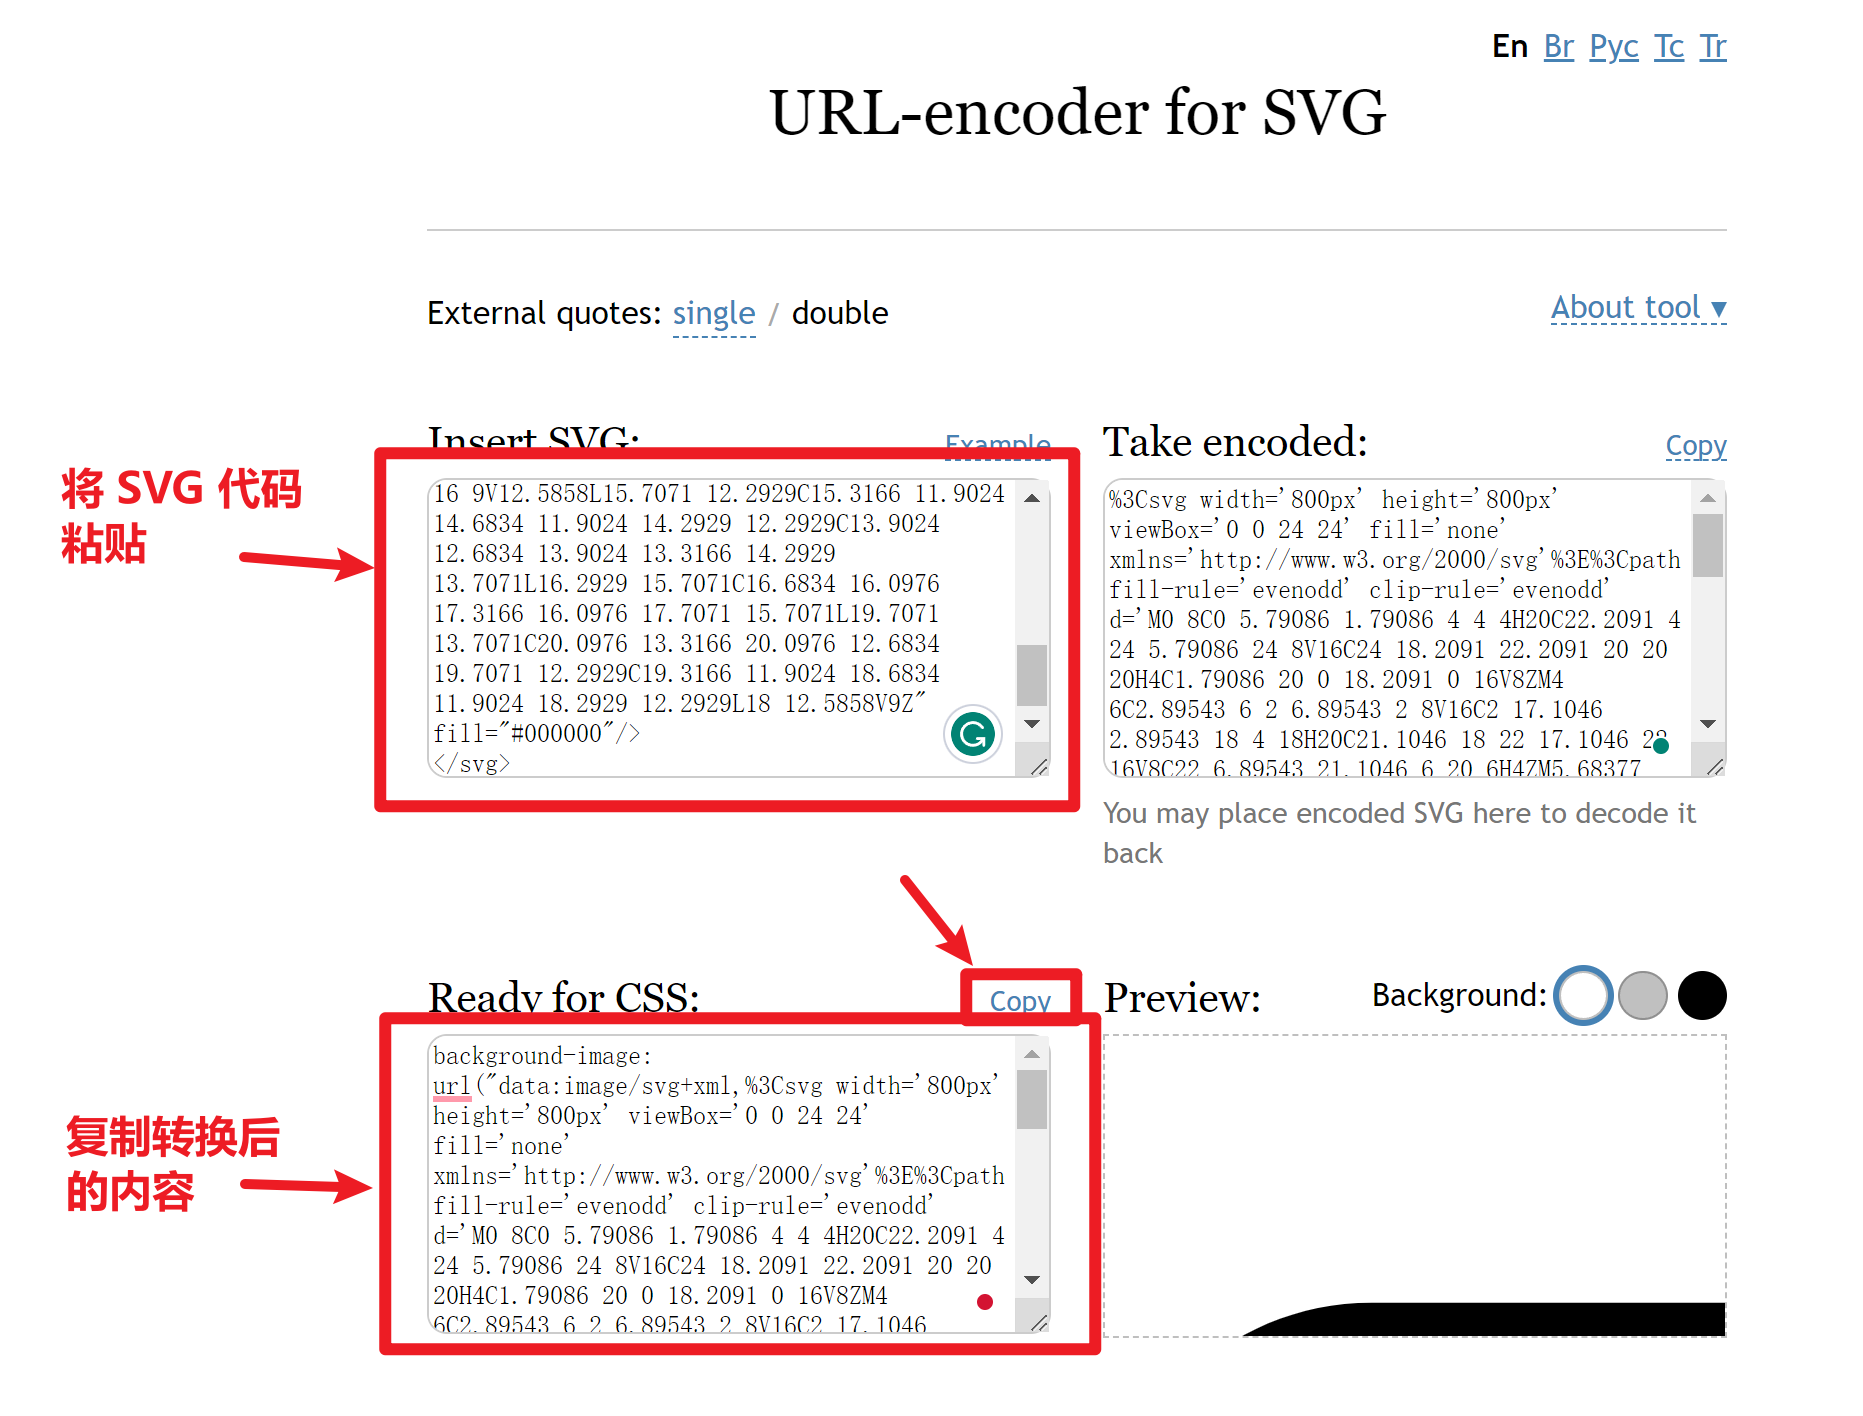 En Br Рус Tc Tr
URL-encoder for SVG
External quotes: single / double
About tool ▼
Insert SVG:
Example
将 SVG 代码
粘贴
16 9V12.5858L15.7071 12.2929C15.3166 11.9024
14.6834 11.9024 14.2929 12.2929C13.9024
12.6834 13.9024 13.3166 14.2929
13.7071L16.2929 15.7071C16.6834 16.0976
17.3166 16.0976 17.7071 15.7071L19.7071
13.7071C20.0976 13.3166 20.0976 12.6834
19.7071 12.2929C19.3166 11.9024 18.6834
11.9024 18.2929 12.2929L18 12.5858V9Z"
fill="#000000"/>
</svg>
Take encoded:
Copy
%3Csvg width='800px' height='800px'
viewBox='0 0 24 24' fill='none'
xmlns='http://www.w3.org/2000/svg'%3E%3Cpath
fill-rule='evenodd' clip-rule='evenodd'
d='M0 8C0 5.79086 1.79086 4 4 4H20C22.2091 4
24 5.79086 24 8V16C24 18.2091 22.2091 20 20
20H4C1.79086 20 0 18.2091 0 16V8ZM4
6C2.89543 6 2 6.89543 2 8V16C2 17.1046
2.89543 18 4 18H20C21.1046 18 22 17.1046 22
16V8C22 6.89543 21.1046 6 20 6H4ZM5.68377
You may place encoded SVG here to decode it
back
Ready for CSS:
Copy
复制转换后
的内容
background-image:
url("data:image/svg+xml,%3Csvg width='800px'
height='800px' viewBox='0 0 24 24'
fill='none'
xmlns='http://www.w3.org/2000/svg'%3E%3Cpath
fill-rule='evenodd' clip-rule='evenodd'
d='M0 8C0 5.79086 1.79086 4 4 4H20C22.2091 4
24 5.79086 24 8V16C24 18.2091 22.2091 20 20
20H4C1.79086 20 0 18.2091 0 16V8ZM4
6C2.89543 6 2 6.89543 2 8V16C2 17.1046
Preview:
Background: